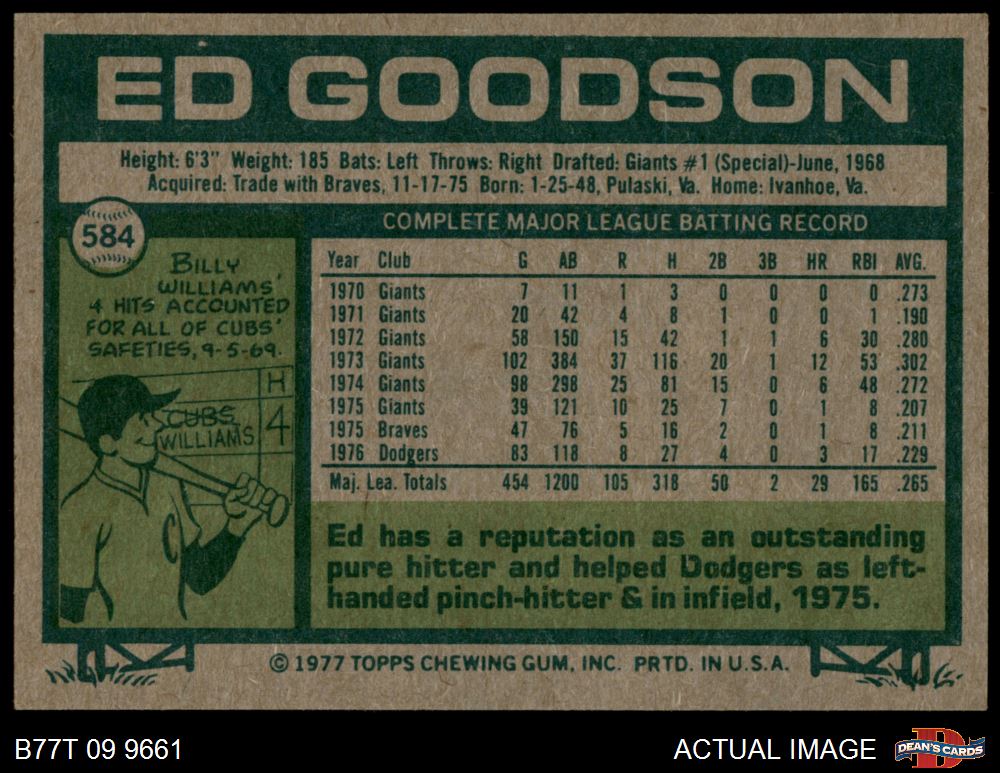 ED GOODSON
Height: 6'3" Weight: 185 Bats: Left Throws: Right Drafted: Giants #1 (Special)-June, 1968
Acquired: Trade with Braves, 11-17-75 Born: 1-25-48, Pulaski, Va. Home: Ivanhoe, Va.
584
BILLY
WILLIAMS'
4 HITS ACCOUNTED
FOR ALL OF CUBS'
SAFETIES, 9-5-69.
H
CUBS
WILLIAMS 4
C
COMPLETE MAJOR LEAGUE BATTING RECORD
Year Club G AB R H 2B 3B HR RBI AVG.
1970 Giants 7 11 1 3 0 0 0 0 .273
1971 Giants 20 42 4 8 1 0 0 1 .190
1972 Giants 58 150 15 42 1 1 6 30 .280
1973 Giants 102 384 37 116 20 1 12 53 .302
1974 Giants 98 298 25 81 15 0 6 48 .272
1975 Giants 39 121 10 25 7 0 1 8 .207
1975 Braves 47 76 5 16 2 0 1 8 .211
1976 Dodgers 83 118 8 27 4 0 3 17 .229
Maj. Lea. Totals 454 1200 105 318 50 2 29 165 .265
Ed has a reputation as an outstanding
pure hitter and helped Dodgers as left-
handed pinch-hitter & in infield, 1975.
© 1977 TOPPS CHEWING GUM, INC. PRTD. IN U.S.A.
B77T 09 9661
ACTUAL IMAGE
D
DEAN'S CARDS